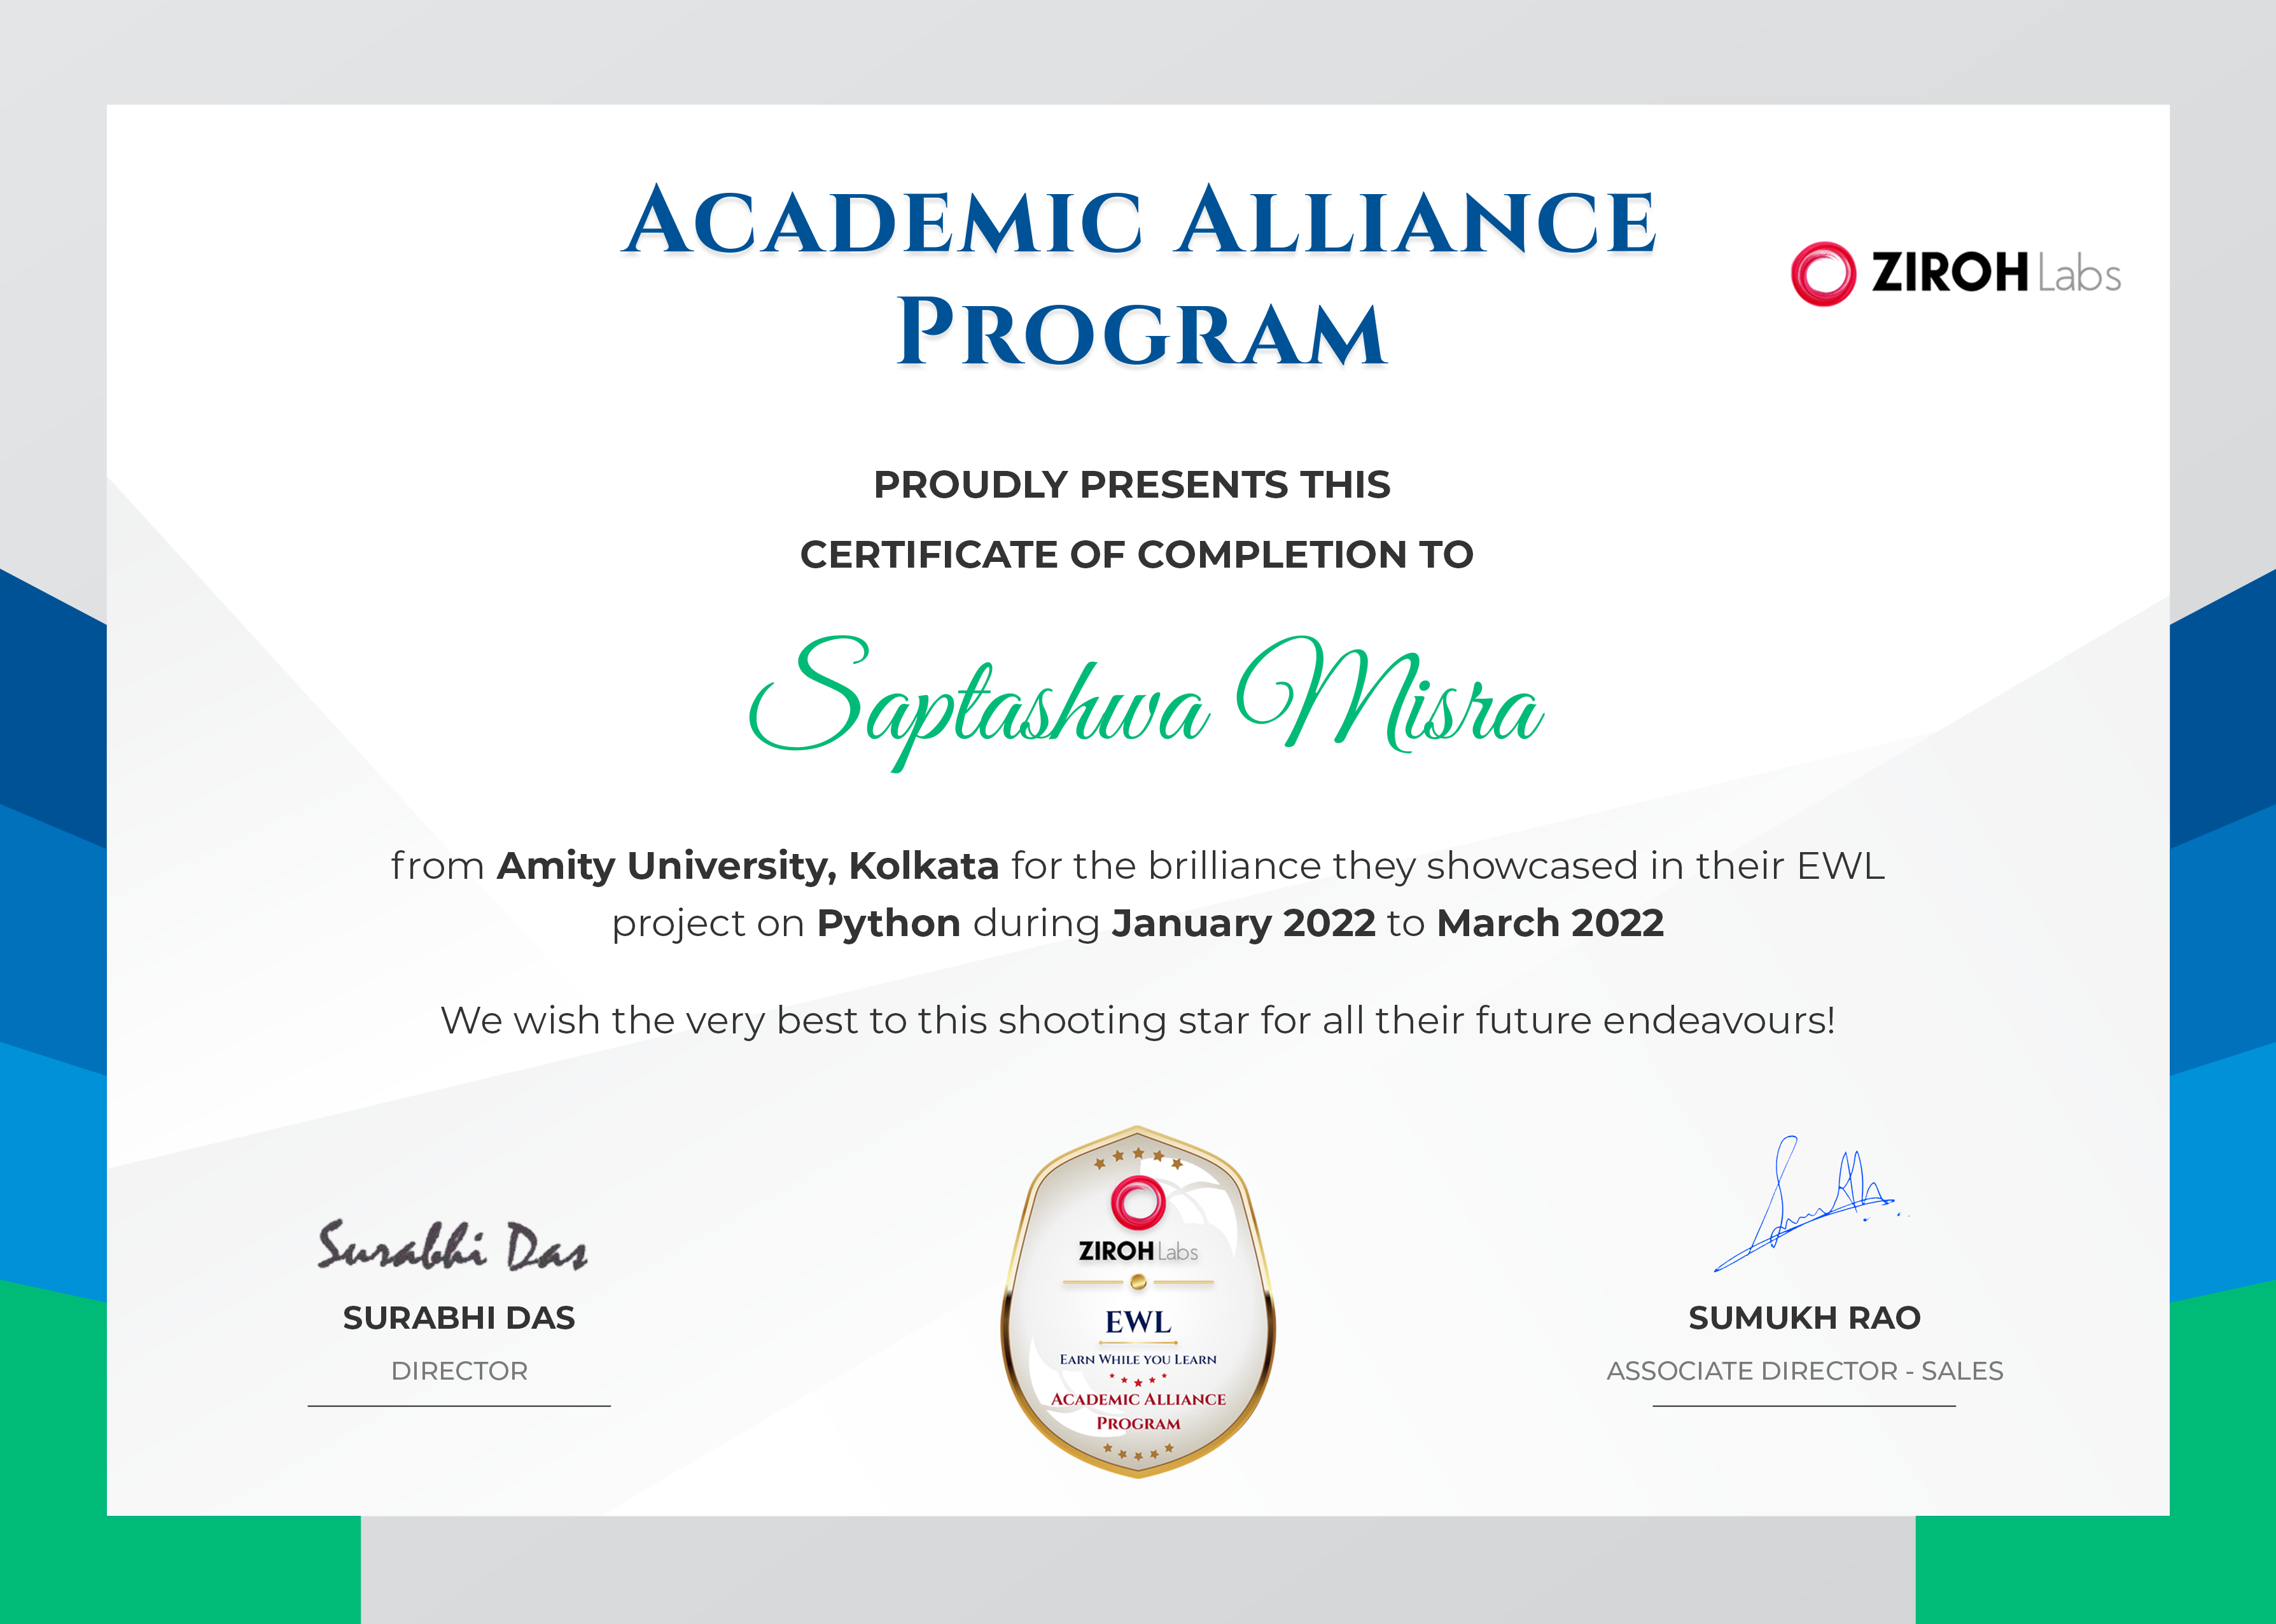 ACADEMIC ALLIANCE
PROGRAM
ZIROH Labs
PROUDLY PRESENTS THIS
CERTIFICATE OF COMPLETION TO
Saptashwa Misra
from Amity University, Kolkata for the brilliance they showcased in their EWL
project on Python during January 2022 to March 2022
We wish the very best to this shooting star for all their future endeavours!
Surabhi Das
SURABHI DAS
DIRECTOR
ZIROH Labs
EWL
EARN WHILE YOU LEARN
ACADEMIC ALLIANCE
PROGRAM
SUMUKH RAO
ASSOCIATE DIRECTOR - SALES